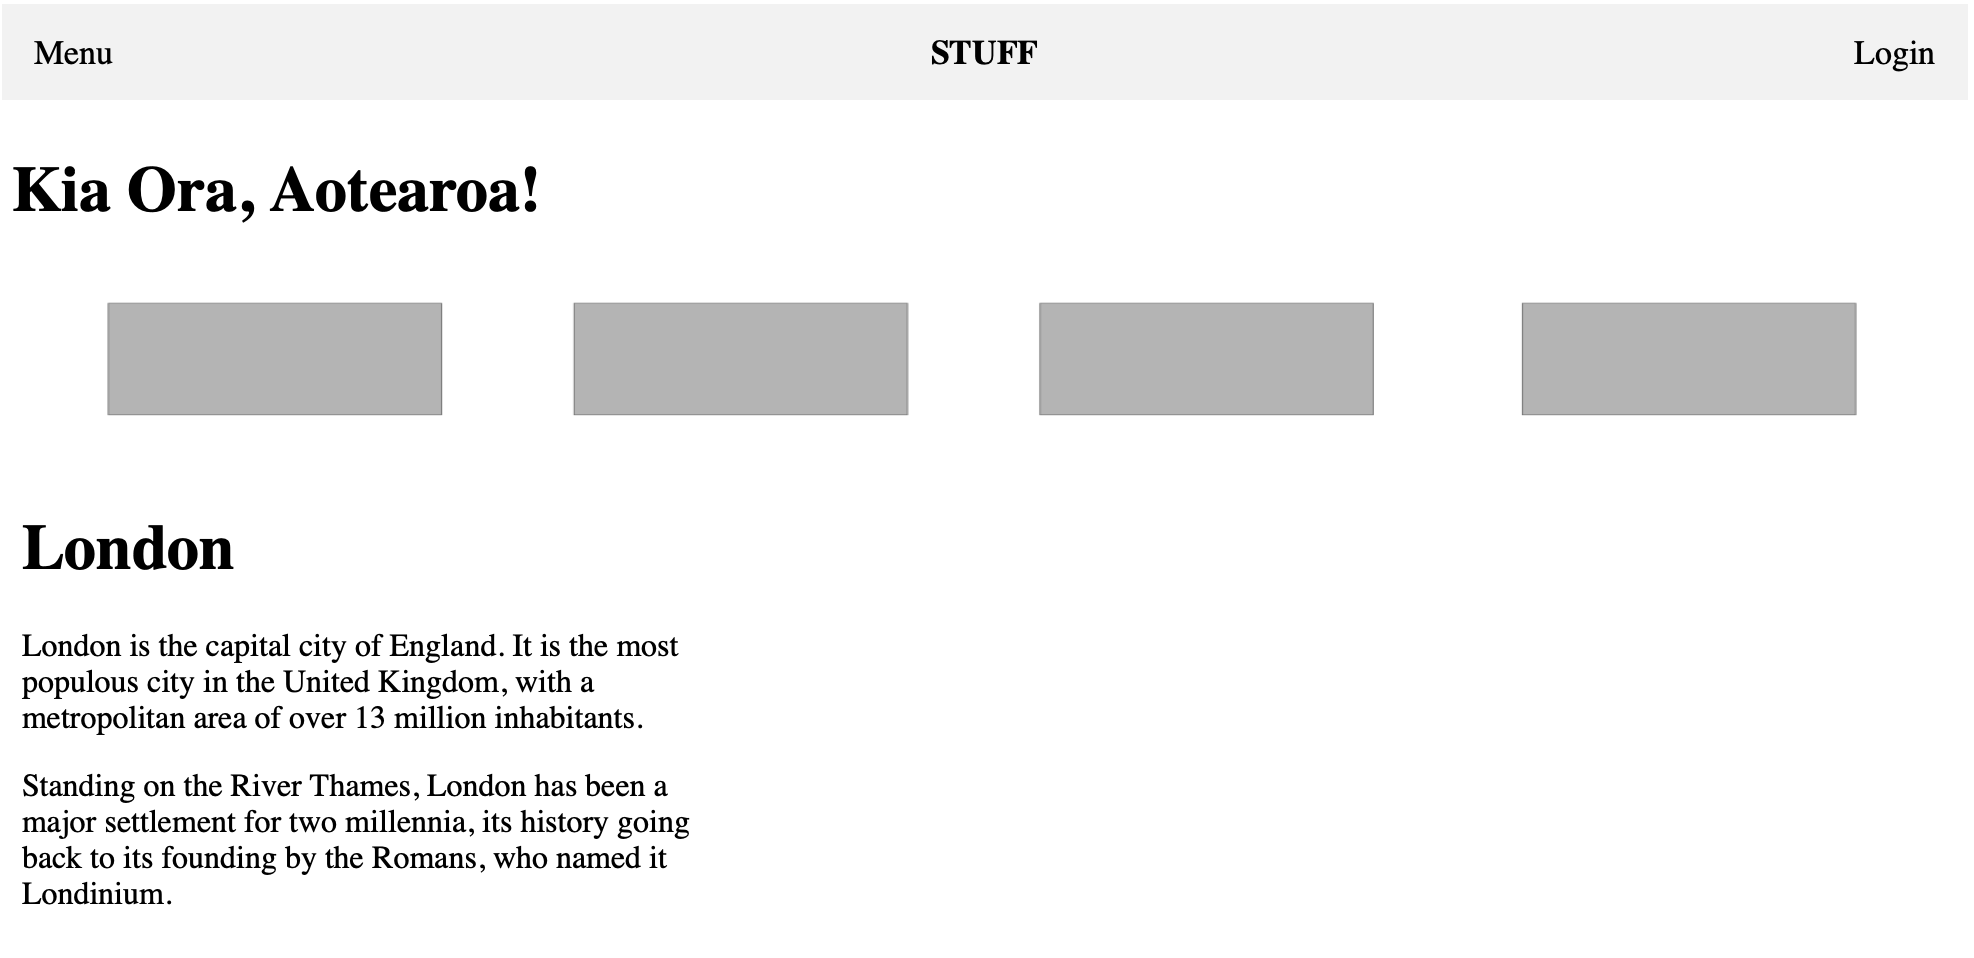 Menu
STUFF
Login
Kia Ora, Aotearoa!
London
London is the capital city of England. It is the most
populous city in the United Kingdom, with a
metropolitan area of over 13 million inhabitants.
Standing on the River Thames, London has been a
major settlement for two millennia, its history going
back to its founding by the Romans, who named it
Londinium.